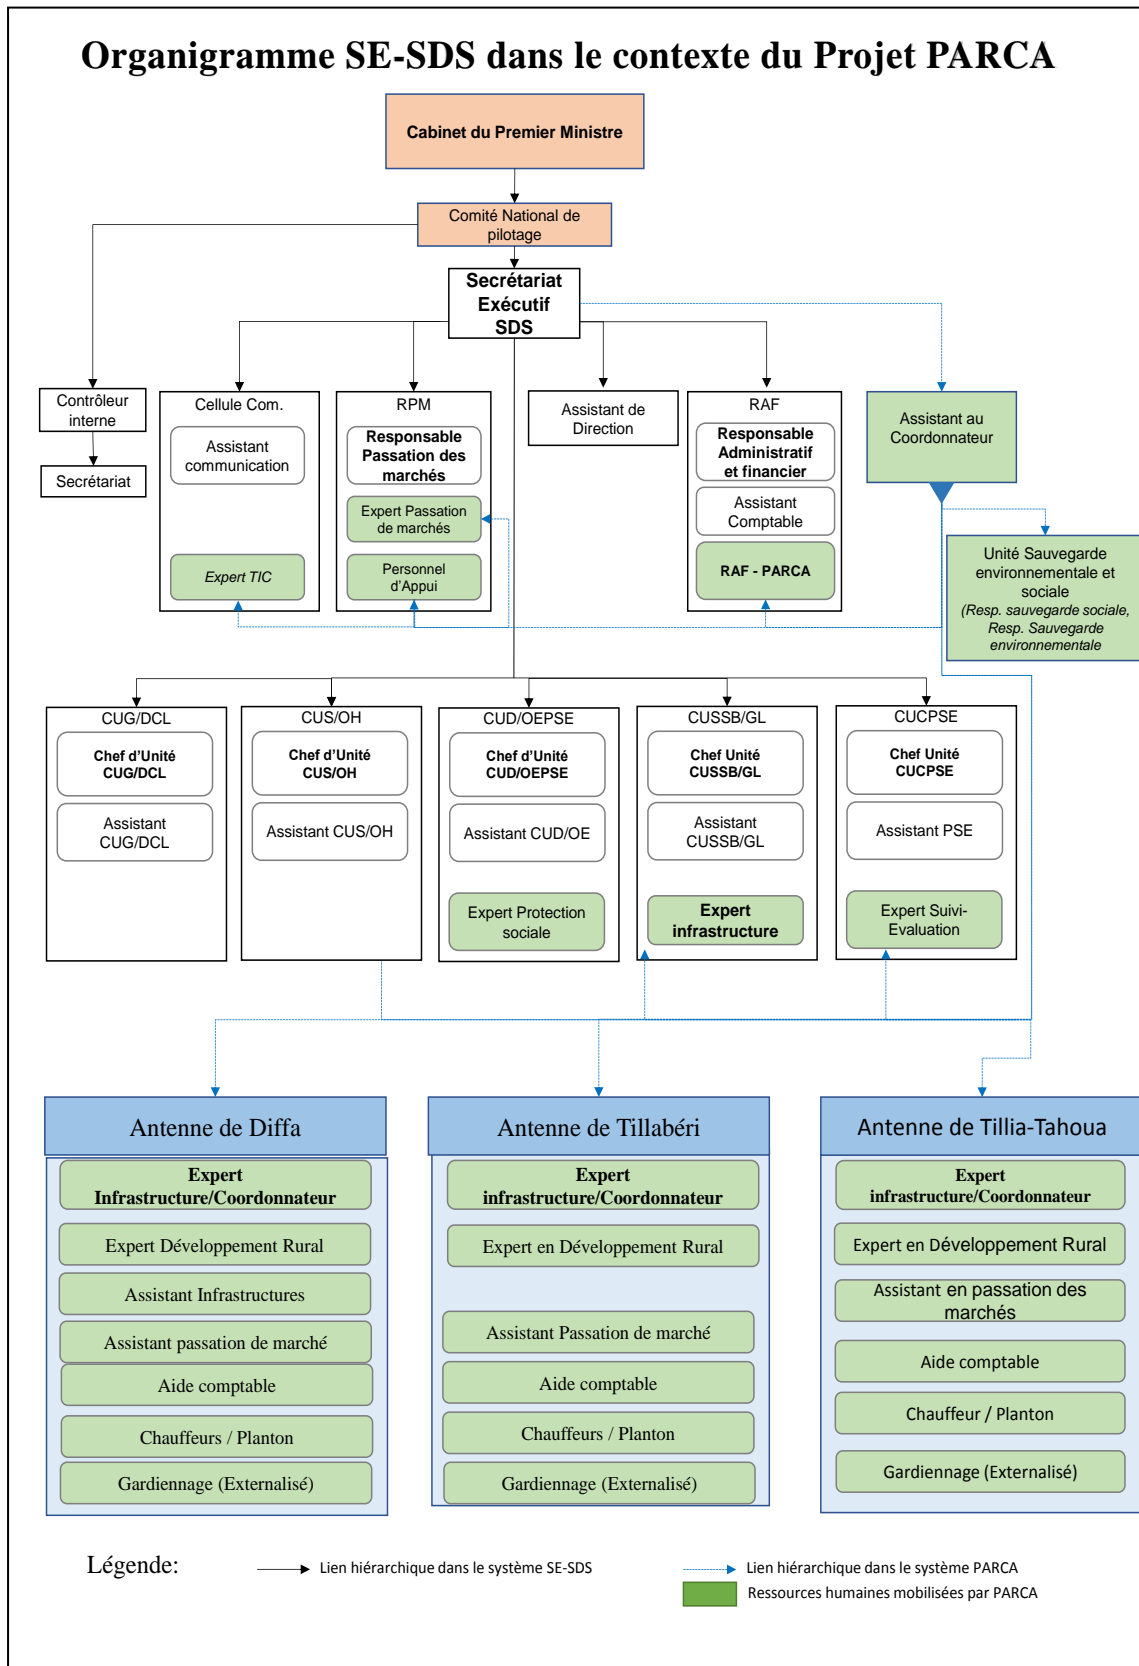 Organigramme SE-SDS dans le contexte du Projet PARCA
Cabinet du Premier Ministre
Comité National de
pilotage
Secrétariat
Exécutif
SDS
Contrôleur
interne
Secrétariat
Cellule Com.
Assistant
communication
Expert TIC
RPM
Responsable
Passation des
marchés
Expert Passation
de marchés
Personnel
d'Appui
Assistant de
Direction
RAF
Responsable
Administratif
et financier
Assistant
Comptable
RAF - PARCA
Assistant au
Coordonnateur
Unité Sauvegarde
environnementale et
sociale
(Resp. sauvegarde sociale,
Resp. Sauvegarde
environnementale
CUG/DCL
Chef d'Unité
CUG/DCL
Assistant
CUG/DCL
CUS/OH
Chef d'Unité
CUS/OH
Assistant CUS/OH
CUD/OEPSE
Chef d'Unité
CUD/OEPSE
Assistant CUD/OE
Expert Protection
sociale
CUSSB/GL
Chef Unité
CUSSB/GL
Assistant
CUSSB/GL
Expert
infrastructure
CUCPSE
Chef Unité
CUCPSE
Assistant PSE
Expert Suivi-
Evaluation
Antenne de Diffa
Expert
Infrastructure/Coordonnateur
Expert Développement Rural
Assistant Infrastructures
Assistant passation de marché
Aide comptable
Chauffeurs / Planton
Gardiennage (Externalisé)
Antenne de Tillabéri
Expert
infrastructure/Coordonnateur
Expert en Développement Rural
Assistant Passation de marché
Aide comptable
Chauffeurs / Planton
Gardiennage (Externalisé)
Antenne de Tillia-Tahoua
Expert
infrastructure/Coordonnateur
Expert en Développement Rural
Assistant en passation des
marchés
Aide comptable
Chauffeur / Planton
Gardiennage (Externalisé)
Légende:
Lien hiérarchique dans le système SE-SDS
Lien hiérarchique dans le système PARCA
Ressources humaines mobilisées par PARCA